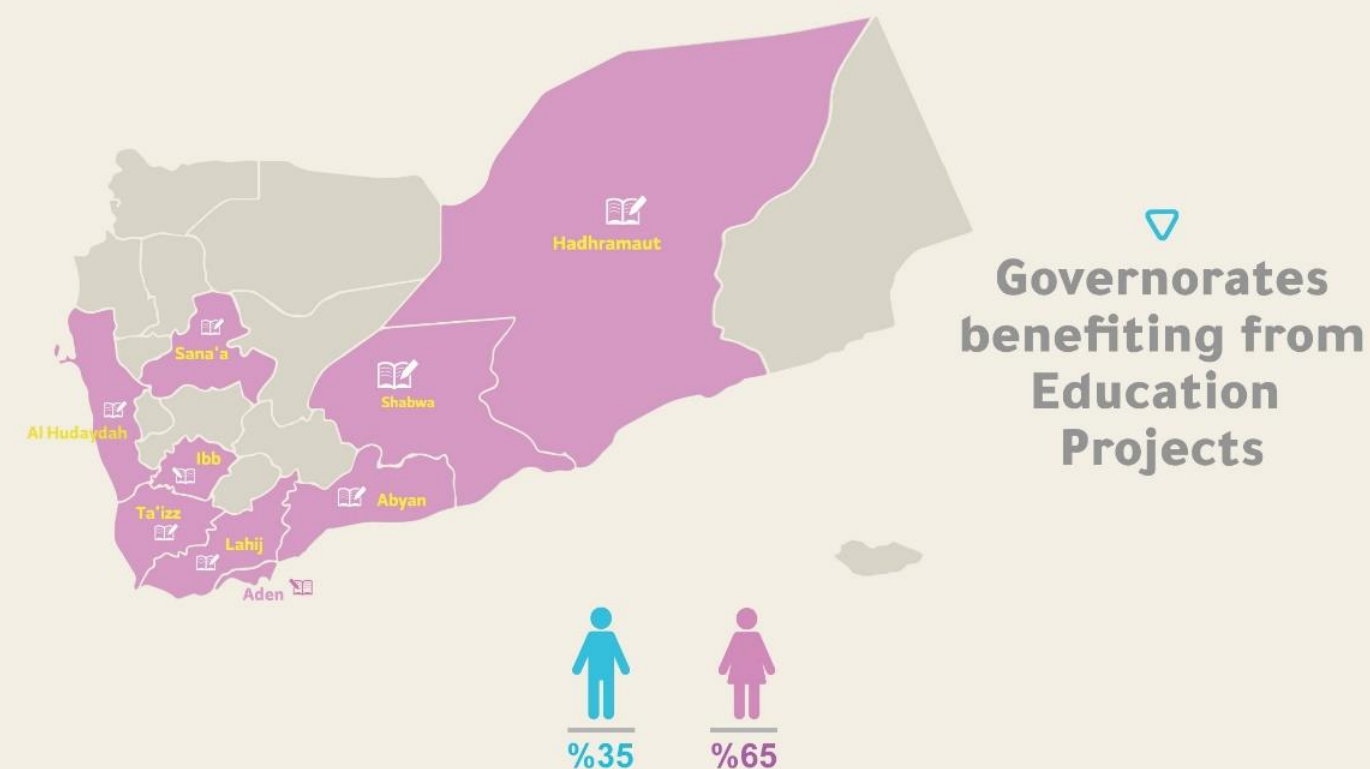 Hadhramaut
Governorates
benefiting from
Education
Projects
Sana'a
Shabwa
Al Hudaydah
Ibb
Abyan
Ta'izz
Lahij
Aden
%35
%65